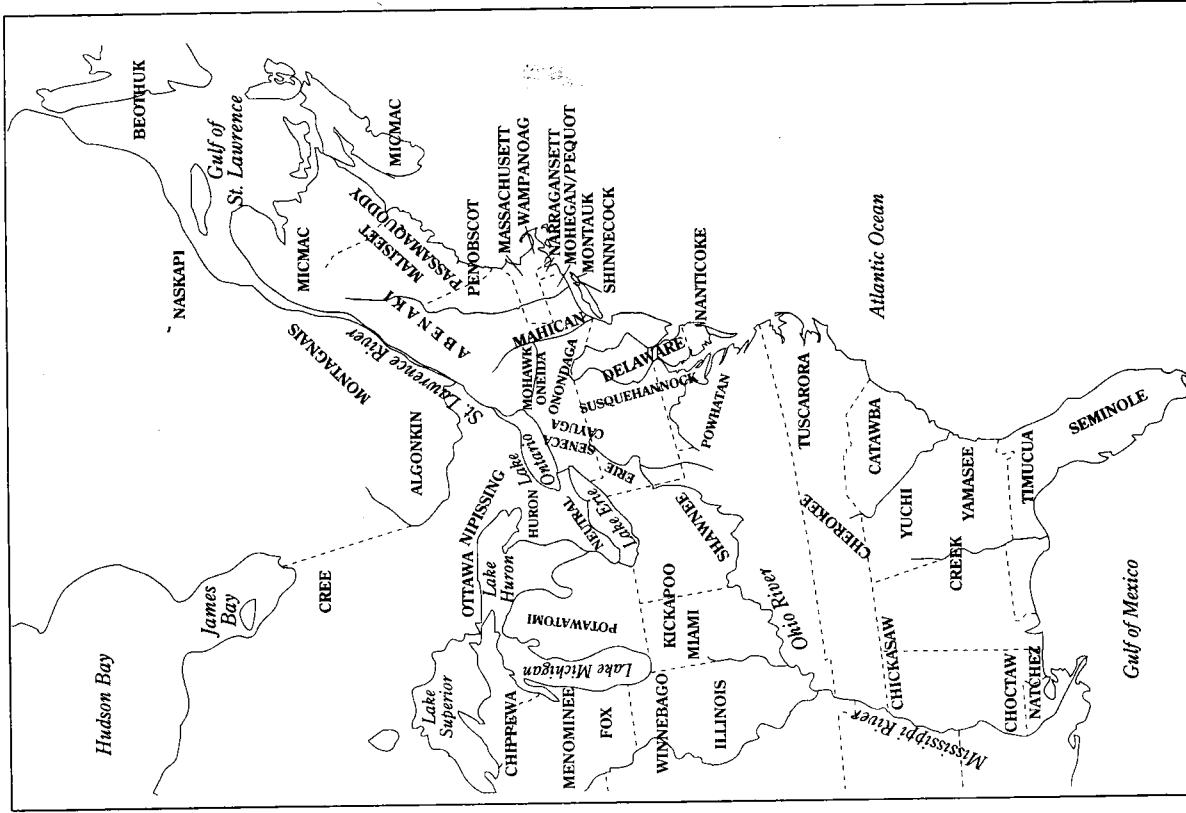 Hudson Bay
James
Bay
CREE
NASKAPI
BEOTHUK
Gulf of
St. Lawrence
MICMAC
MICMAC
MONTAGNAIS
ALGONKIN
St. Lawrence River
MALISEET
PASSAMAQUODDY
ABENAKI
PENOBSCOT
MASSACHUSETT
WAMPANOAG
NARRAGANSETT
MOHEGAN/PEQUOT
MONTAUK
SHINNECOCK
MAHICAN
MOHAWK
ONEIDA
ONONDAGA
CAYUGA
SENECA
Lake
Ontario
OTTAWA NIPISSING
Lake
Huron
HURON
NEUTRAL
Lake Erie
ERIE
Lake
Superior
CHIPPEWA
Lake Michigan
POTAWATOMI
MENOMINEE
FOX
WINNEBAGO
ILLINOIS
KICKAPOO
MIAMI
SHAWNEE
Ohio River
SUSQUEHANNOCK
DELAWARE
NANTICOKE
POWHATAN
TUSCARORA
Atlantic Ocean
CHEROKEE
CATAWBA
CHICKASAW
YUCHI
CREEK
YAMASEE
Mississippi River
CHOCTAW
NATCHEZ
TIMUCUA
SEMINOLE
Gulf of Mexico